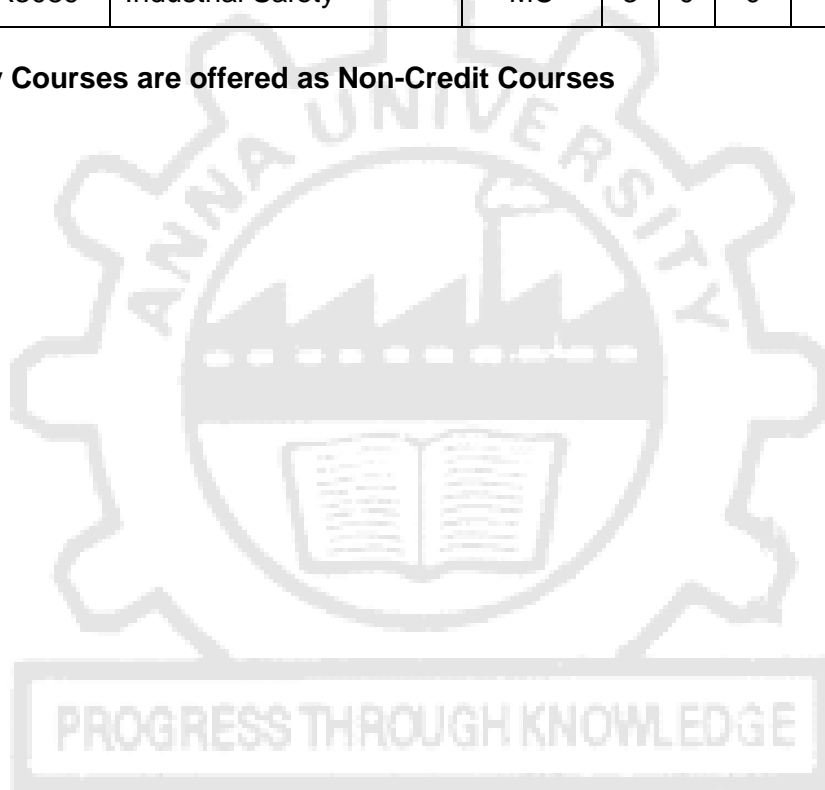 Industrial Safety
y Courses are offered as Non-Credit Courses
ANNA UNIVERSITY
PROGRESS THROUGH KNOWLEDGE